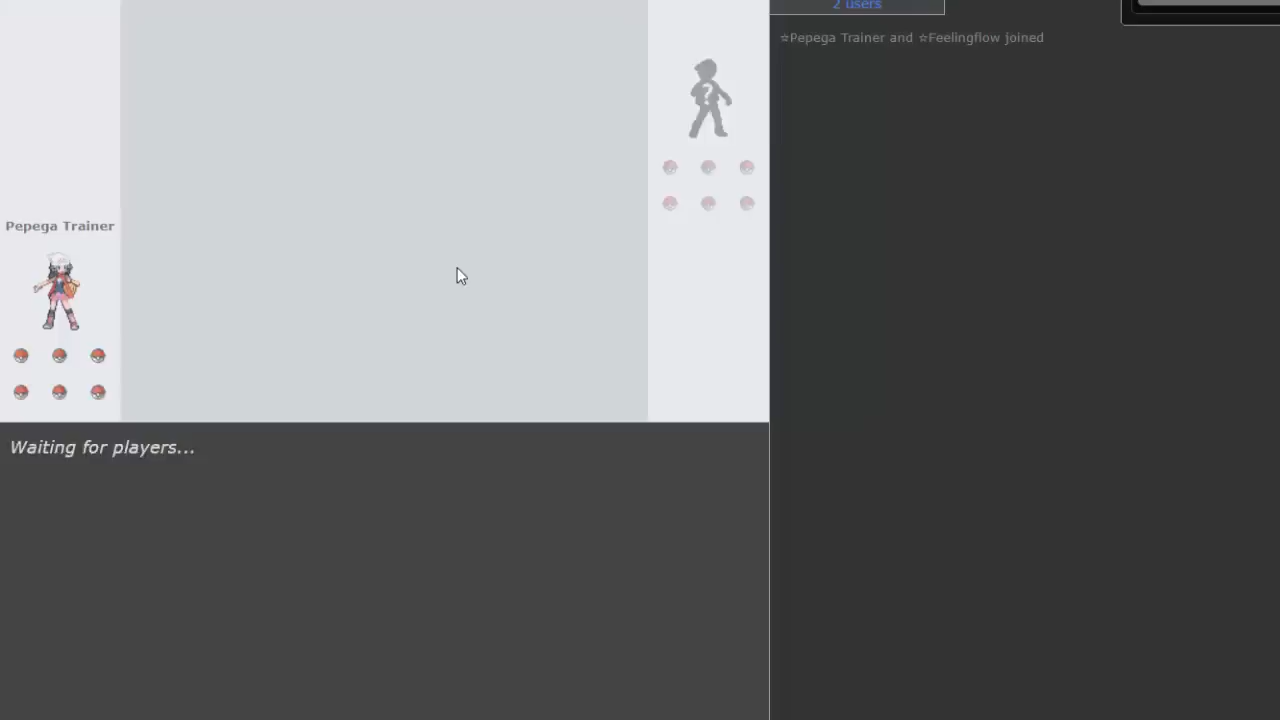 2 users
☆Pepega Trainer and ☆Feelingflow joined
?
Pepega Trainer
Waiting for players...